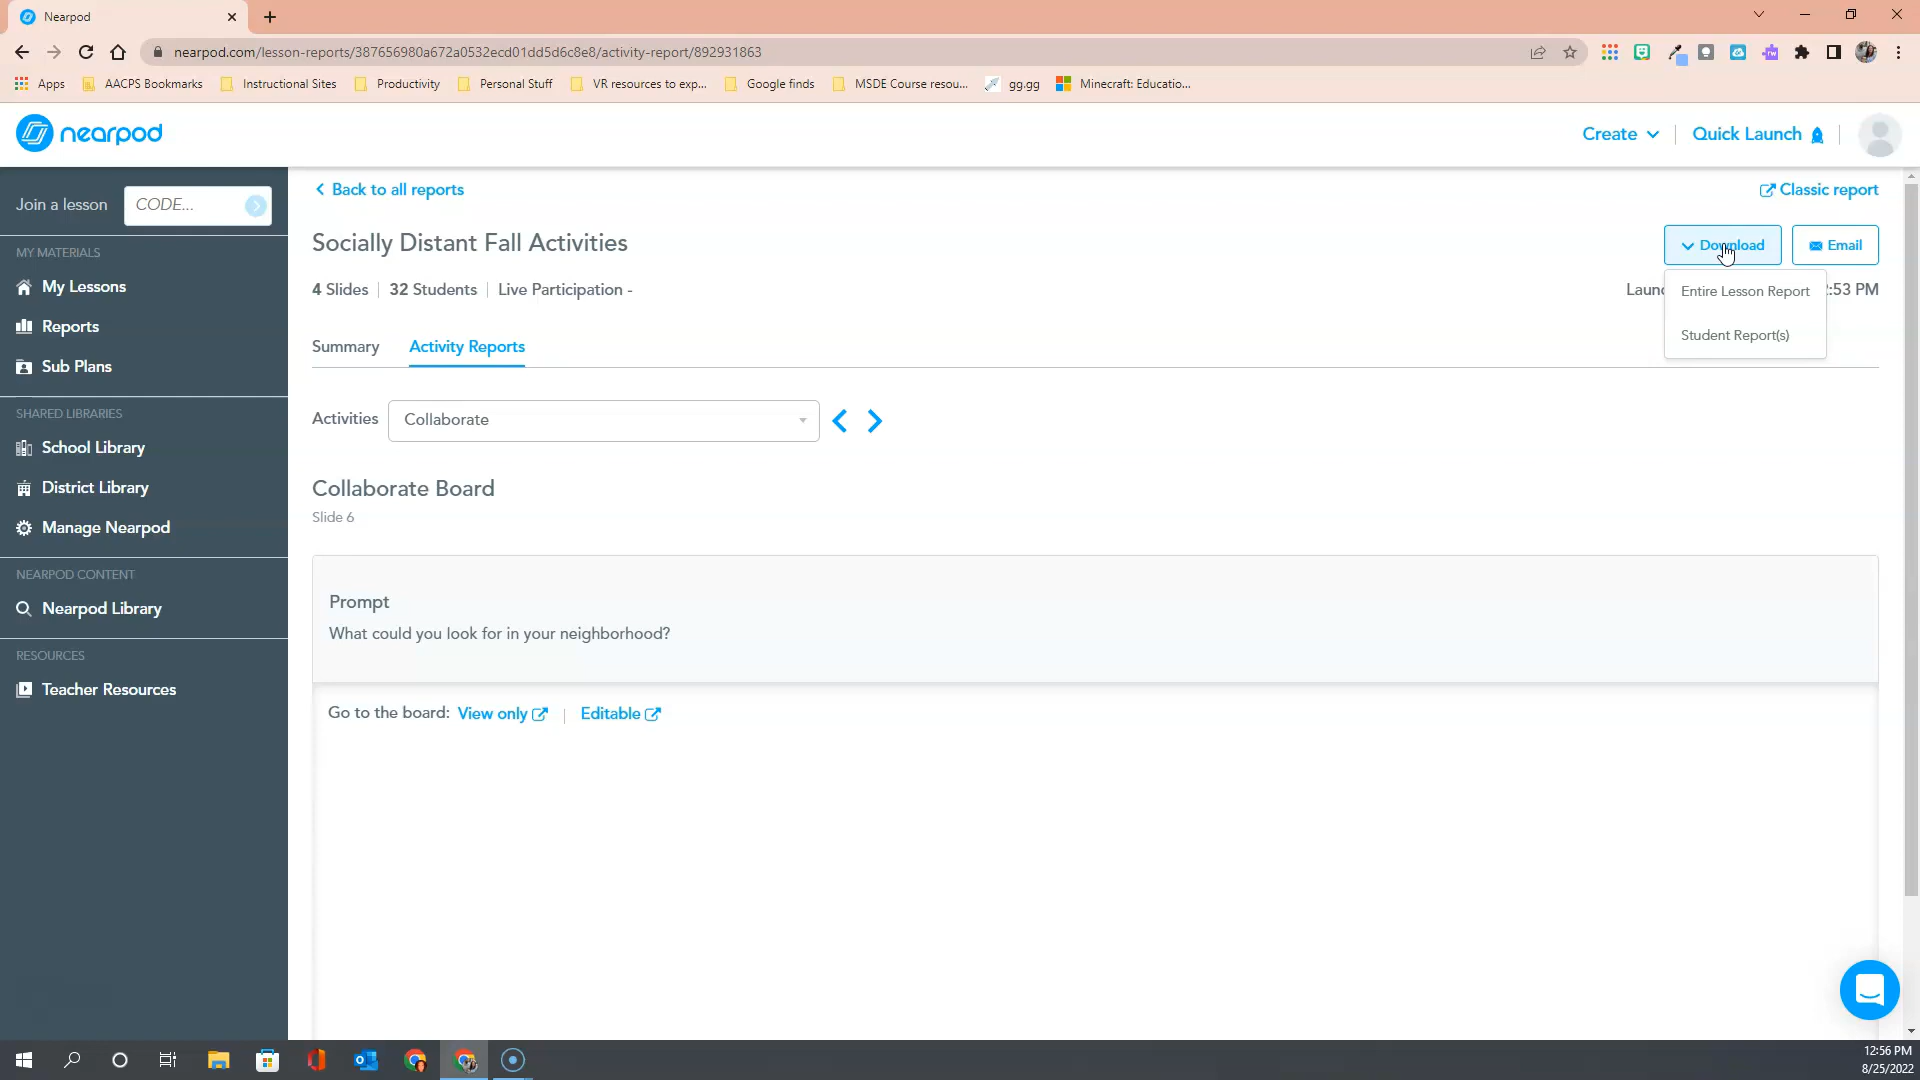 Nearpod
nearpod.com/lesson-reports/387656980a672a0532ecd01dd5d6c8e8/activity-report/892931863
Apps
AACPS Bookmarks
Instructional Sites
Productivity
Personal Stuff
VR resources to exp...
Google finds
MSDE Course resou...
gg.gg
Minecraft: Educatio...
nearpod
Create
Quick Launch
Join a lesson
CODE...
MY MATERIALS
My Lessons
Reports
Sub Plans
SHARED LIBRARIES
School Library
District Library
Manage Nearpod
NEARPOD CONTENT
Nearpod Library
RESOURCES
Teacher Resources
Back to all reports
Classic report
Socially Distant Fall Activities
Download
Email
4 Slides | 32 Students | Live Participation -
:53 PM
Entire Lesson Report
Student Report(s)
Summary
Activity Reports
Activities
Collaborate
Collaborate Board
Slide 6
Prompt
What could you look for in your neighborhood?
Go to the board: View only | Editable
12:56 PM
8/25/2022